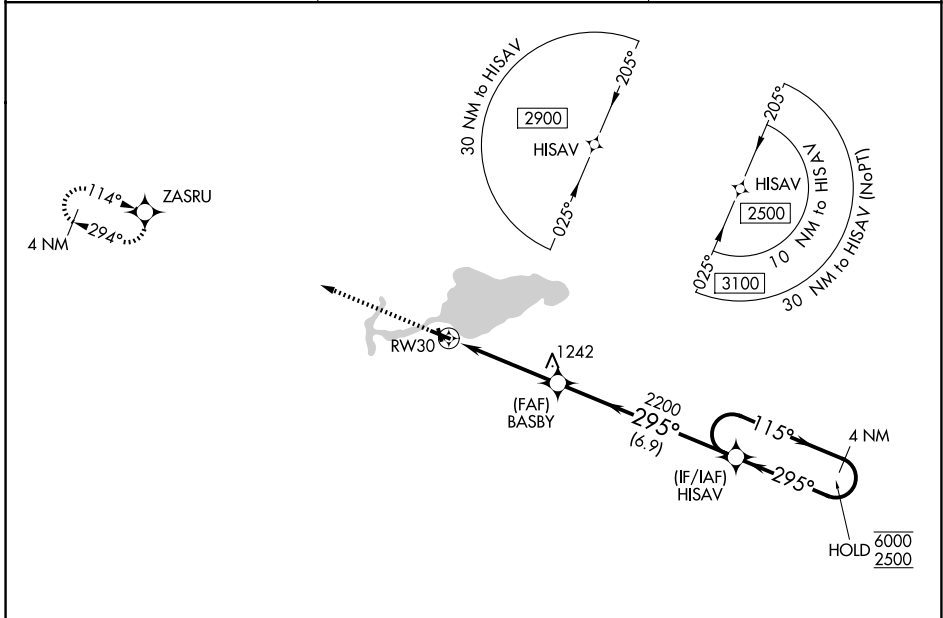 30 NM to HISAV
205°
2900
HISAV
025°
205°
HISAV
2500
10 NM to HISAV
30 NM to HISAV (NoPT)
025°
3100
114°
ZASRU
294°
4 NM
RW30
1242
(FAF)
BASBY
2200
295°
(6.9)
115°
4 NM
(IF/IAF)
HISAV
295°
HOLD 6000
2500